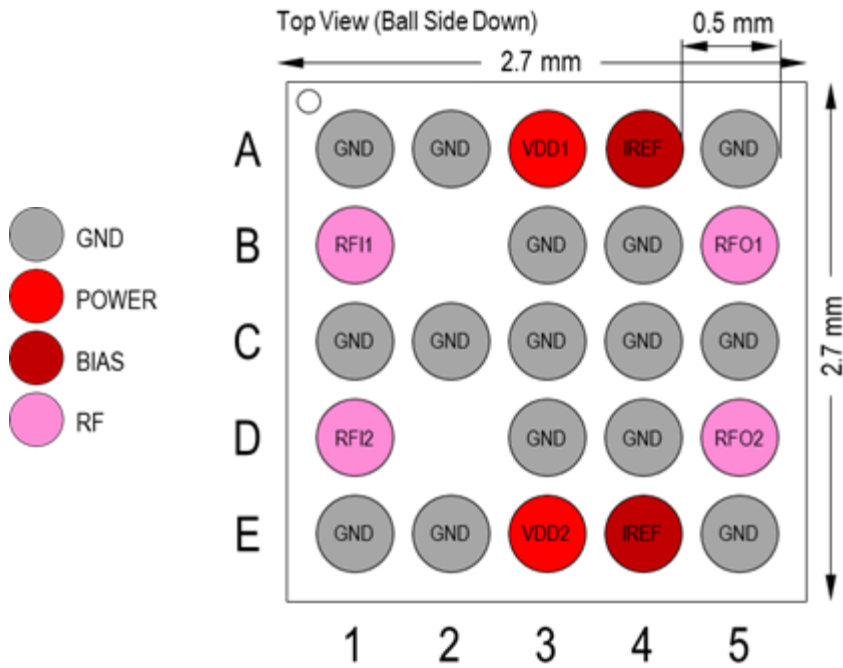 Top View (Ball Side Down)
0.5 mm
2.7 mm
A GND GND VDD1 IREF GND
B RFI1 GND GND RFO1
C GND GND GND GND GND
D RFI2 GND GND RFO2
E GND GND VDD2 IREF GND
1 2 3 4 5
GND
POWER
BIAS
RF
2.7 mm